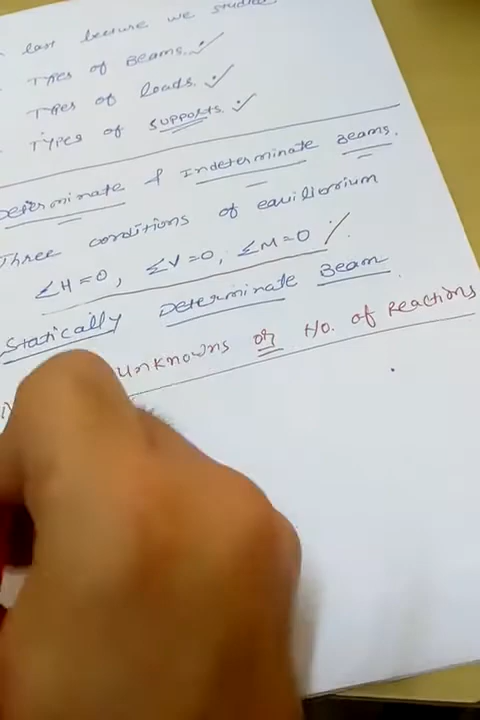 last lecture we studied
Types of Beams.
Types of loads.
Types of supports.
Determinate & Indeterminate Beams.
Three conditions of equilibrium
ΣH=0, ΣV=0, ΣM=0
Statically Determinate Beam
unknowns or No. of Reactions